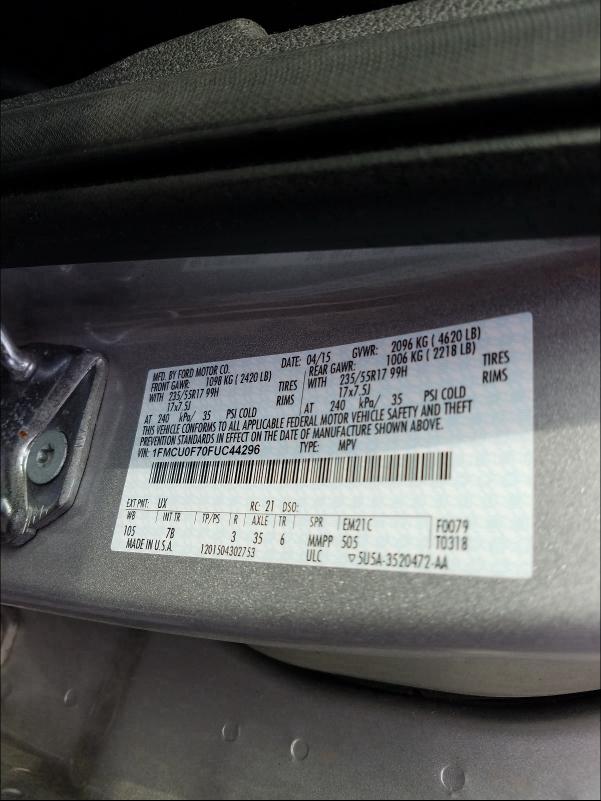 MFD. BY FORD MOTOR CO. DATE: 04/15 GVWR: 2096 KG ( 4620 LB)
FRONT GAWR: 1098 KG ( 2420 LB) REAR GAWR: 1006 KG ( 2218 LB)
WITH 235/55R17 99H TIRES WITH 235/55R17 99H TIRES
17x7.5J RIMS 17x7.5J RIMS
AT 240 kPa/ 35 PSI COLD AT 240 kPa/ 35 PSI COLD
THIS VEHICLE CONFORMS TO ALL APPLICABLE FEDERAL MOTOR VEHICLE SAFETY AND THEFT
PREVENTION STANDARDS IN EFFECT ON THE DATE OF MANUFACTURE SHOWN ABOVE.
VIN: 1FMCU0F70FUC44296 TYPE: MPV
EXT PNT: UX RC: 21 DSO:
WB INT TR TP/PS R AXLE TR SPR EM21C F0079
105 7B 3 35 6 MMPP 505 T0318
MADE IN U.S.A. 1201504302753 ULC ▽5U5A-3520472-AA